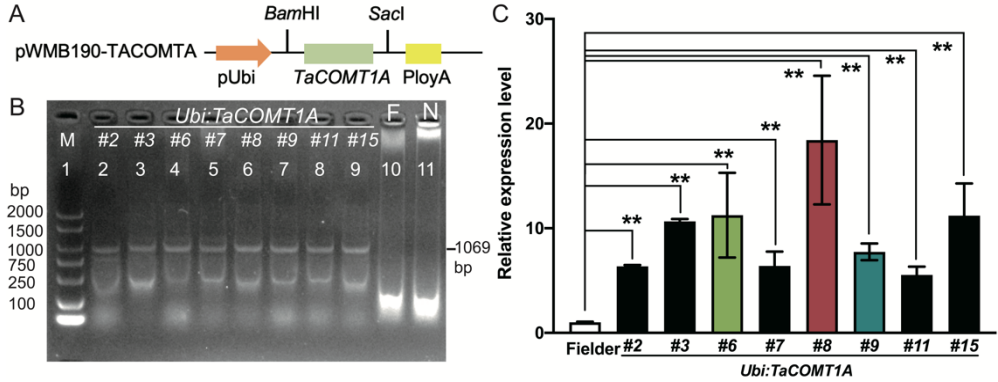 A
BamHI SacI
pWMB190-TACOMTA
pUbi TaCOMT1A PloyA
B
Ubi:TaCOMT1A F N
M #2 #3 #6 #7 #8 #9 #11 #15
1 2 3 4 5 6 7 8 9 10 11
bp
2000
1500
1000
750
250
100
1069
bp
C
Relative expression level
30
20
10
0
** ** ** ** ** ** ** **
Fielder #2 #3 #6 #7 #8 #9 #11 #15
Ubi:TaCOMT1A